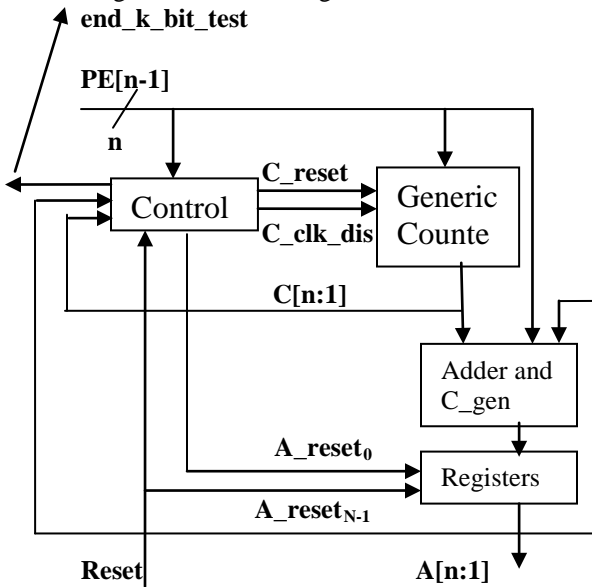 end_k_bit_test
PE[n-1]
n
C_reset
Control
Generic
Counte
C_clk_dis
C[n:1]
Adder and
C_gen
A_reset0
Registers
A_resetN-1
Reset
A[n:1]